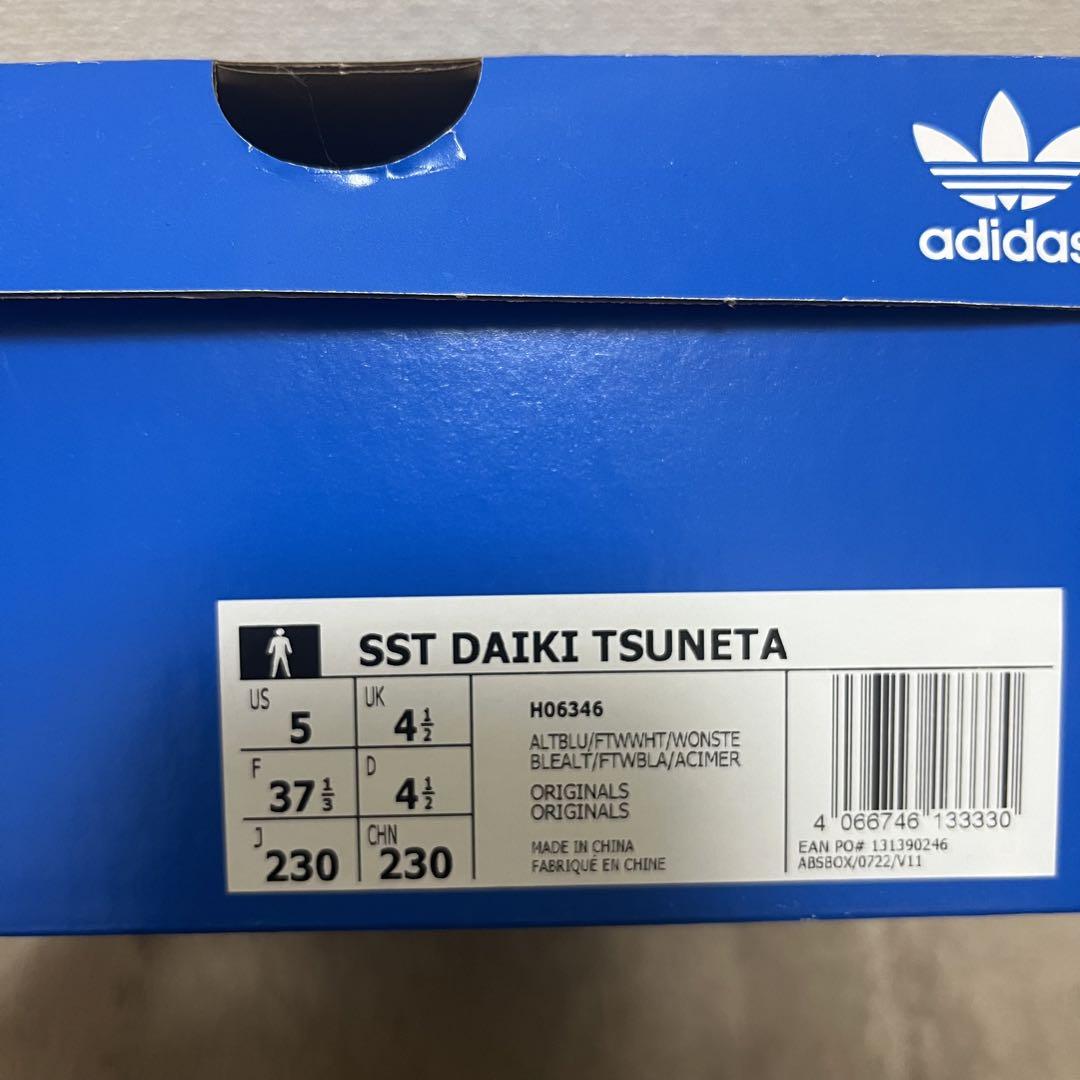 adidas
SST DAIKI TSUNETA
US 5
UK 4½
F 37⅓
D 4½
J 230
CHN 230
H06346
ALTBLU/FTWWHT/WONSTE
BLEALT/FTWBLA/ACIMER
ORIGINALS
ORIGINALS
MADE IN CHINA
FABRIQUÉ EN CHINE
4 066746 133330
EAN PO# 131390246
ABSBOX/0722/V11